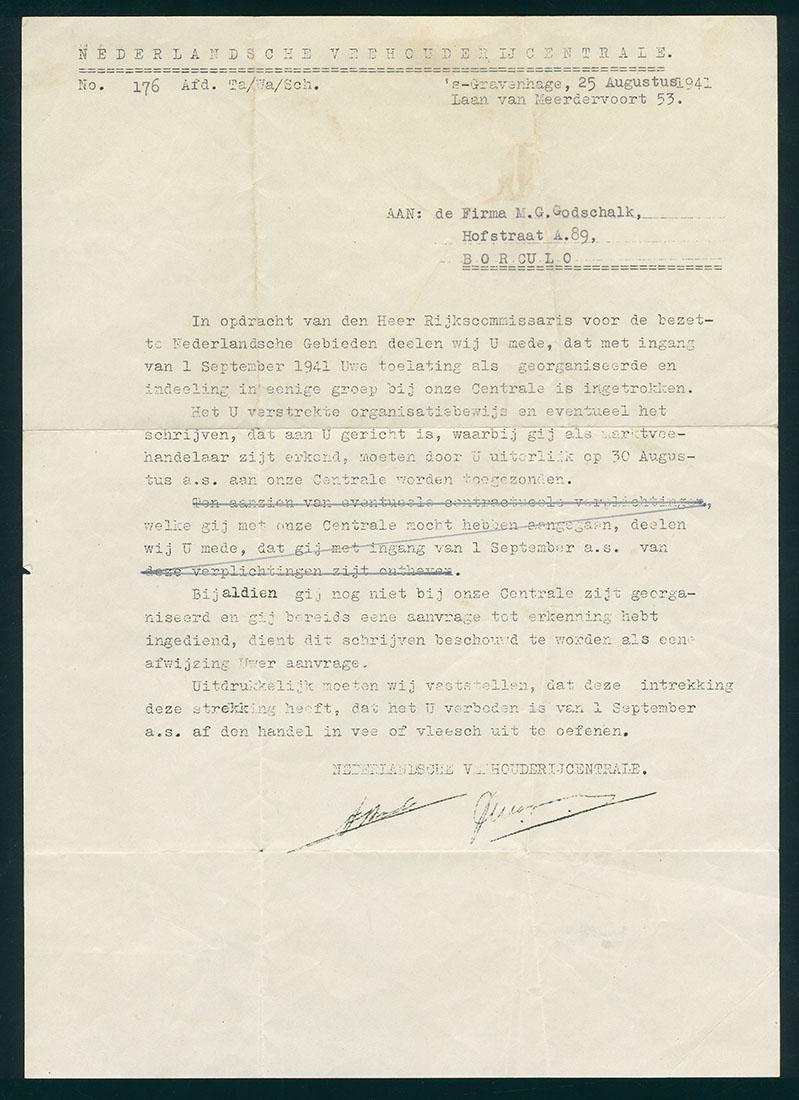 NEDERLANDSCHE VEEHOUDERIJCENTRALE.
No. 176 Afd. Ta/Wa/Sch. 's-Gravenhage, 25 Augustus 1941
Laan van Meerdervoort 53.
AAN: de Firma M.G.Godschalk,
Hofstraat A.89,
BORCULO
In opdracht van den Heer Rijkscommissaris voor de bezet-
te Nederlandsche Gebieden deelen wij U mede, dat met ingang
van 1 September 1941 Uwe toelating als georganiseerde en
indeeling in eenige groep bij onze Centrale is ingetrokken.
Het U verstrekte organisatiebewijs en eventueel het
schrijven, dat aan U gericht is, waarbij gij als marktvee-
handelaar zijt erkend, moeten door U uiterlijk op 30 Augus-
tus a.s. aan onze Centrale worden toegezonden.
Ten aanzien van eventueele contractueele verplichtingen,
welke gij met onze Centrale mocht hebben aangegaan, deelen
wij U mede, dat gij met ingang van 1 September a.s. van
deze verplichtingen zijt ontheven.
Bijaldien gij nog niet bij onze Centrale zijt georga-
niseerd en gij bereids eene aanvrage tot erkenning hebt
ingediend, dient dit schrijven beschouwd te worden als eene
afwijzing Uwer aanvrage.
Uitdrukkelijk moeten wij vaststellen, dat deze intrekking
deze strekking heeft, dat het U verboden is van 1 September
a.s. af den handel in vee of vleesch uit te oefenen.
NEDERLANDSCHE VEEHOUDERIJCENTRALE.